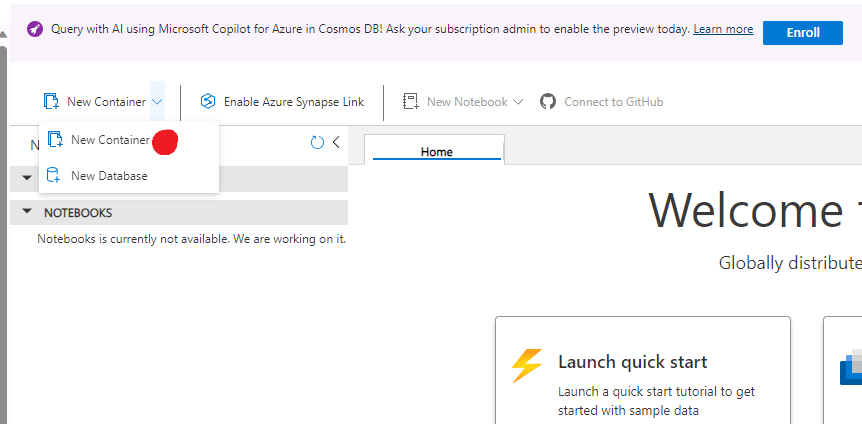 Query with AI using Microsoft Copilot for Azure in Cosmos DB! Ask your subscription admin to enable the preview today. Learn more
Enroll
New Container
Enable Azure Synapse Link
New Notebook
Connect to GitHub
New Container
New Database
Home
NOTEBOOKS
Notebooks is currently not available. We are working on it.
Welcome
Globally distribute
Launch quick start
Launch a quick start tutorial to get
started with sample data